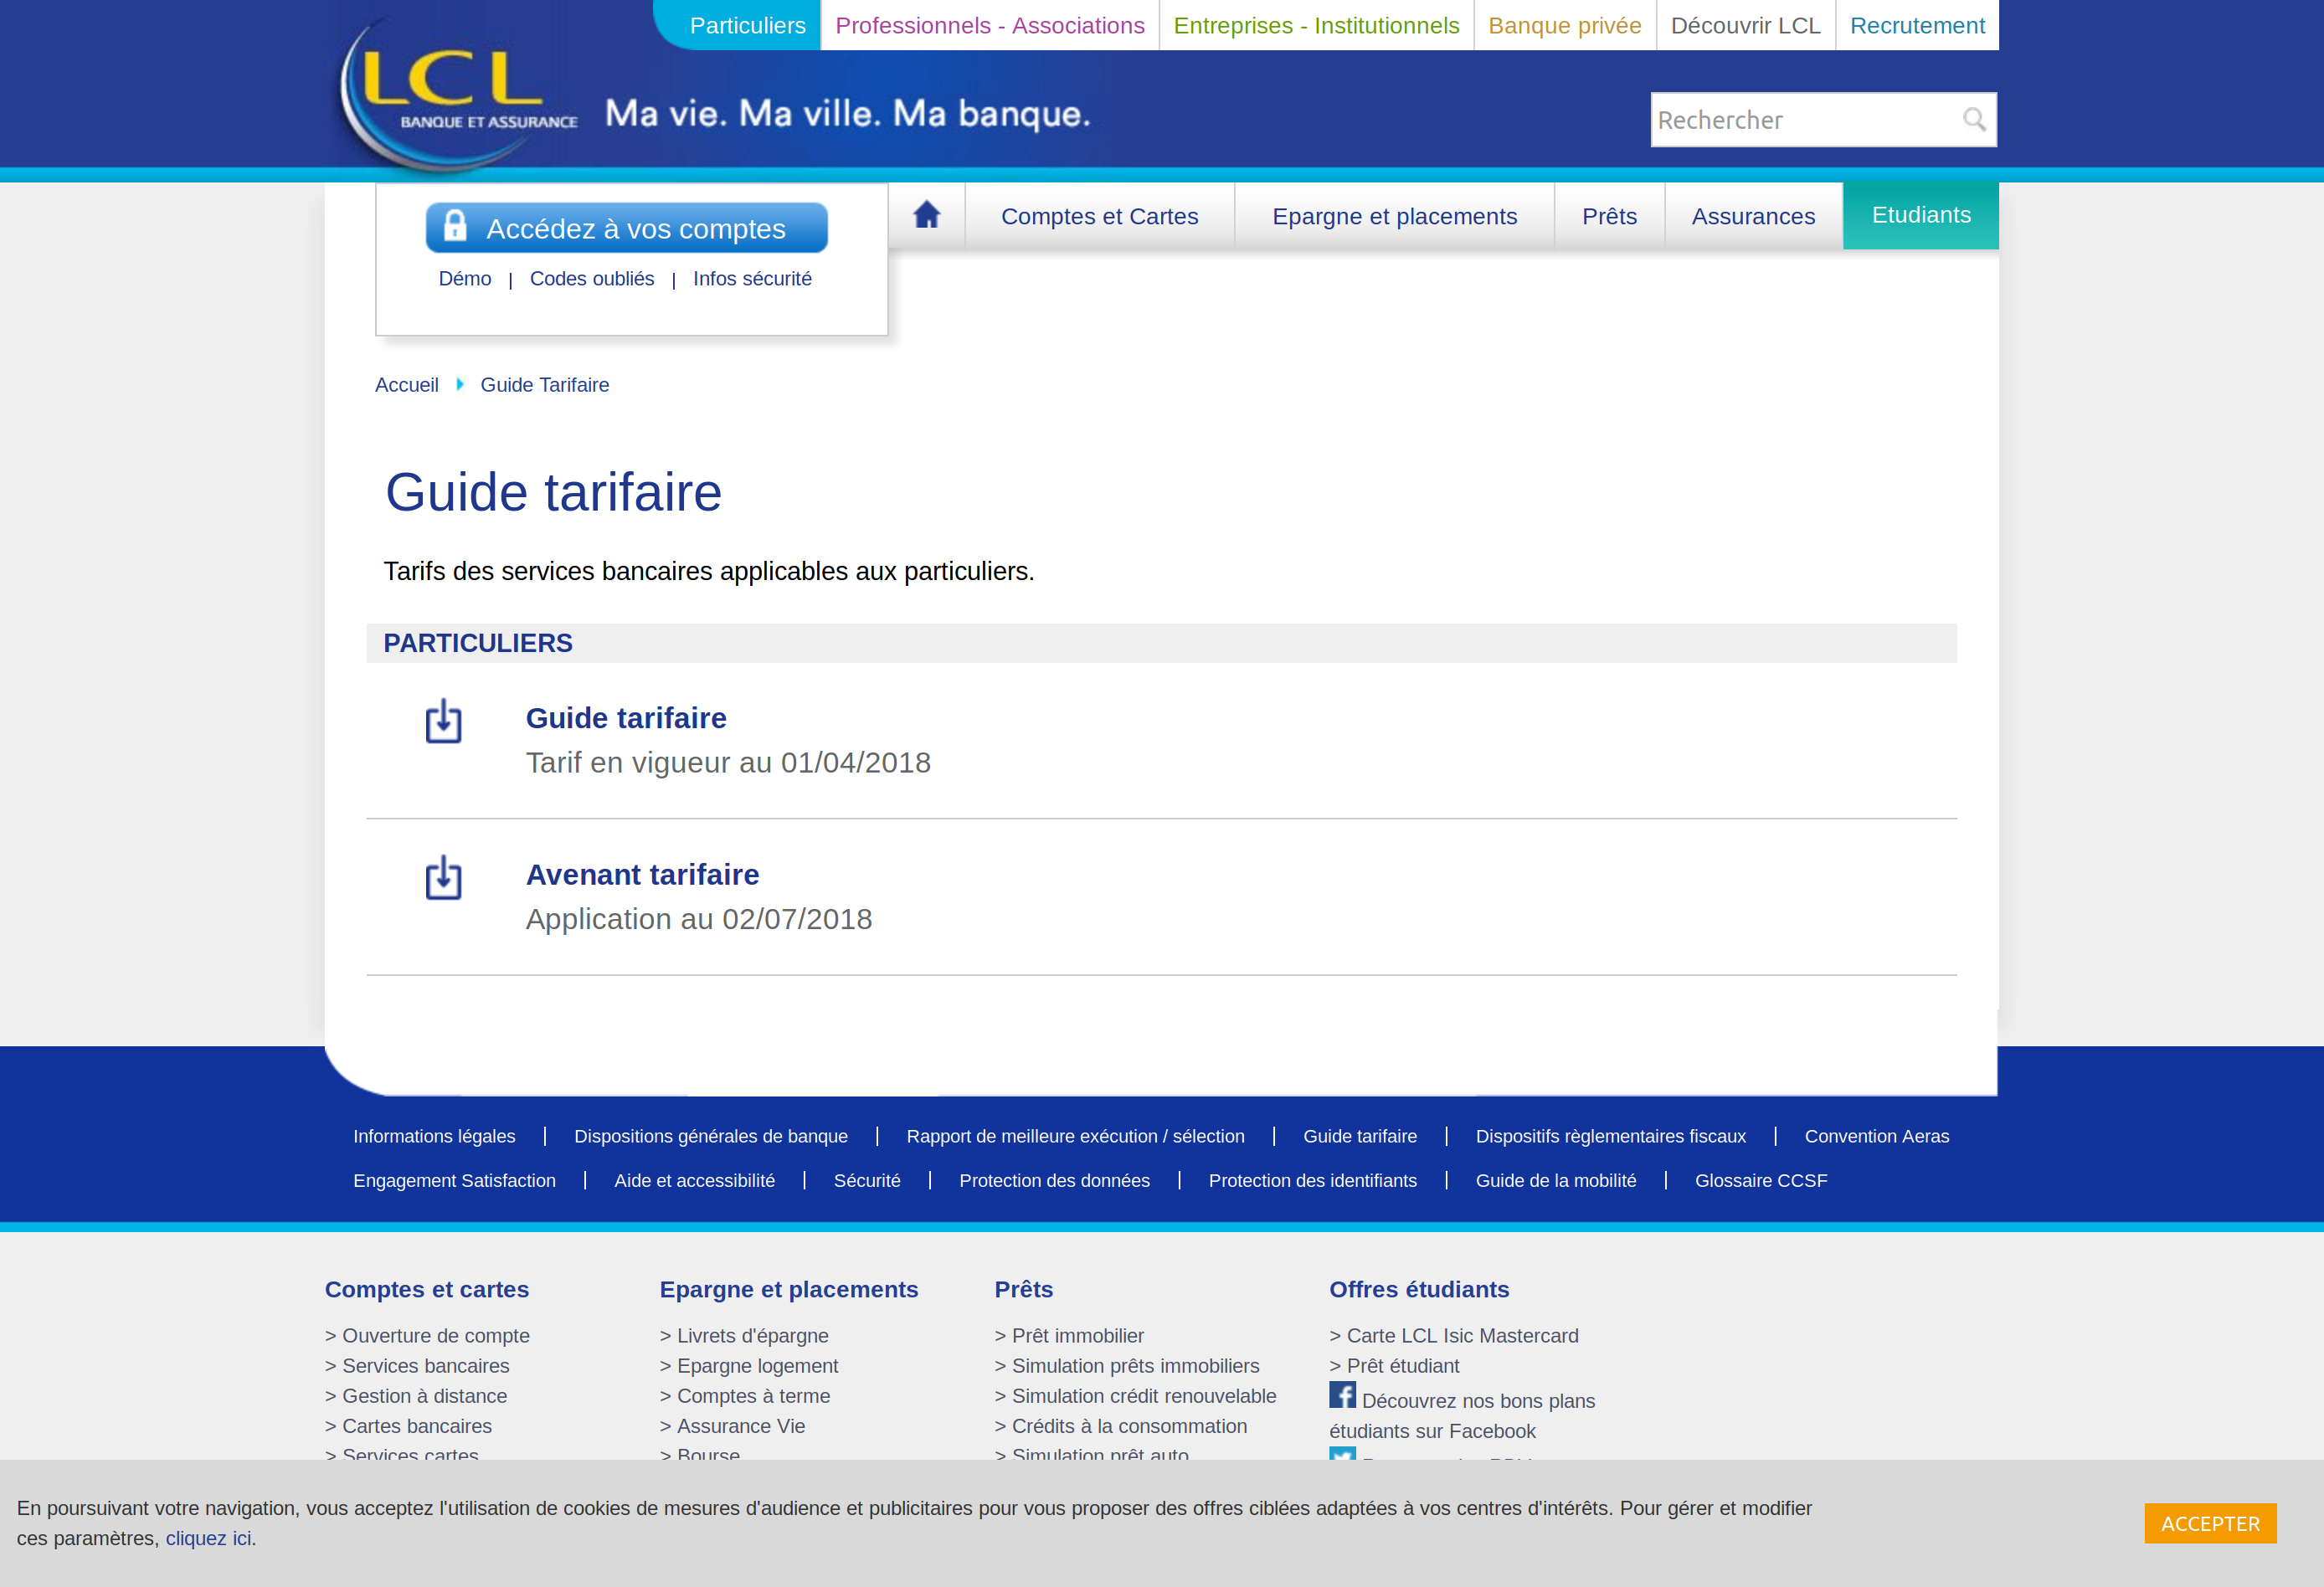 Particuliers
Professionnels - Associations
Entreprises - Institutionnels
Banque privée
Découvrir LCL
Recrutement
LCL
BANQUE ET ASSURANCE
Ma vie. Ma ville. Ma banque.
Rechercher
Accédez à vos comptes
Démo | Codes oubliés | Infos sécurité
Comptes et Cartes
Epargne et placements
Prêts
Assurances
Etudiants
Accueil
Guide Tarifaire
Guide tarifaire
Tarifs des services bancaires applicables aux particuliers.
PARTICULIERS
Guide tarifaire
Tarif en vigueur au 01/04/2018
Avenant tarifaire
Application au 02/07/2018
Informations légales | Dispositions générales de banque | Rapport de meilleure exécution / sélection | Guide tarifaire | Dispositifs règlementaires fiscaux | Convention Aeras
Engagement Satisfaction | Aide et accessibilité | Sécurité | Protection des données | Protection des identifiants | Guide de la mobilité | Glossaire CCSF
Comptes et cartes
> Ouverture de compte
> Services bancaires
> Gestion à distance
> Cartes bancaires
> Services cartes
Epargne et placements
> Livrets d'épargne
> Epargne logement
> Comptes à terme
> Assurance Vie
> Bourse
Prêts
> Prêt immobilier
> Simulation prêts immobiliers
> Simulation crédit renouvelable
> Crédits à la consommation
> Simulation prêt auto
Offres étudiants
> Carte LCL Isic Mastercard
> Prêt étudiant
Découvrez nos bons plans
étudiants sur Facebook
En poursuivant votre navigation, vous acceptez l'utilisation de cookies de mesures d'audience et publicitaires pour vous proposer des offres ciblées adaptées à vos centres d'intérêts. Pour gérer et modifier
ces paramètres, cliquez ici.
ACCEPTER